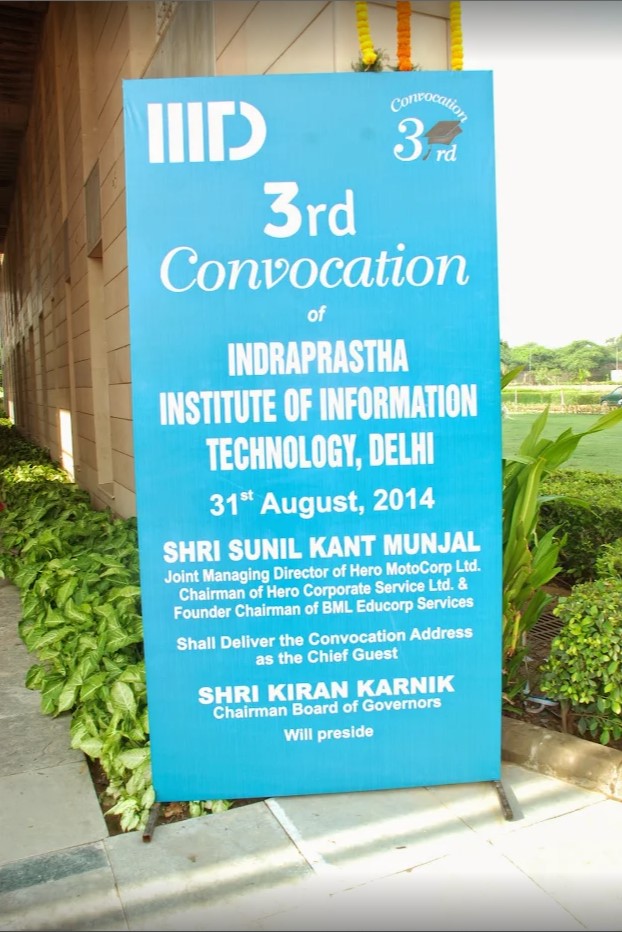 IIITD
Convocation
3rd
3rd
Convocation
of
INDRAPRASTHA
INSTITUTE OF INFORMATION
TECHNOLOGY, DELHI
31st August, 2014
SHRI SUNIL KANT MUNJAL
Joint Managing Director of Hero MotoCorp Ltd.
Chairman of Hero Corporate Service Ltd. &
Founder Chairman of BML Educorp Services
Shall Deliver the Convocation Address
as the Chief Guest
SHRI KIRAN KARNIK
Chairman Board of Governors
Will preside